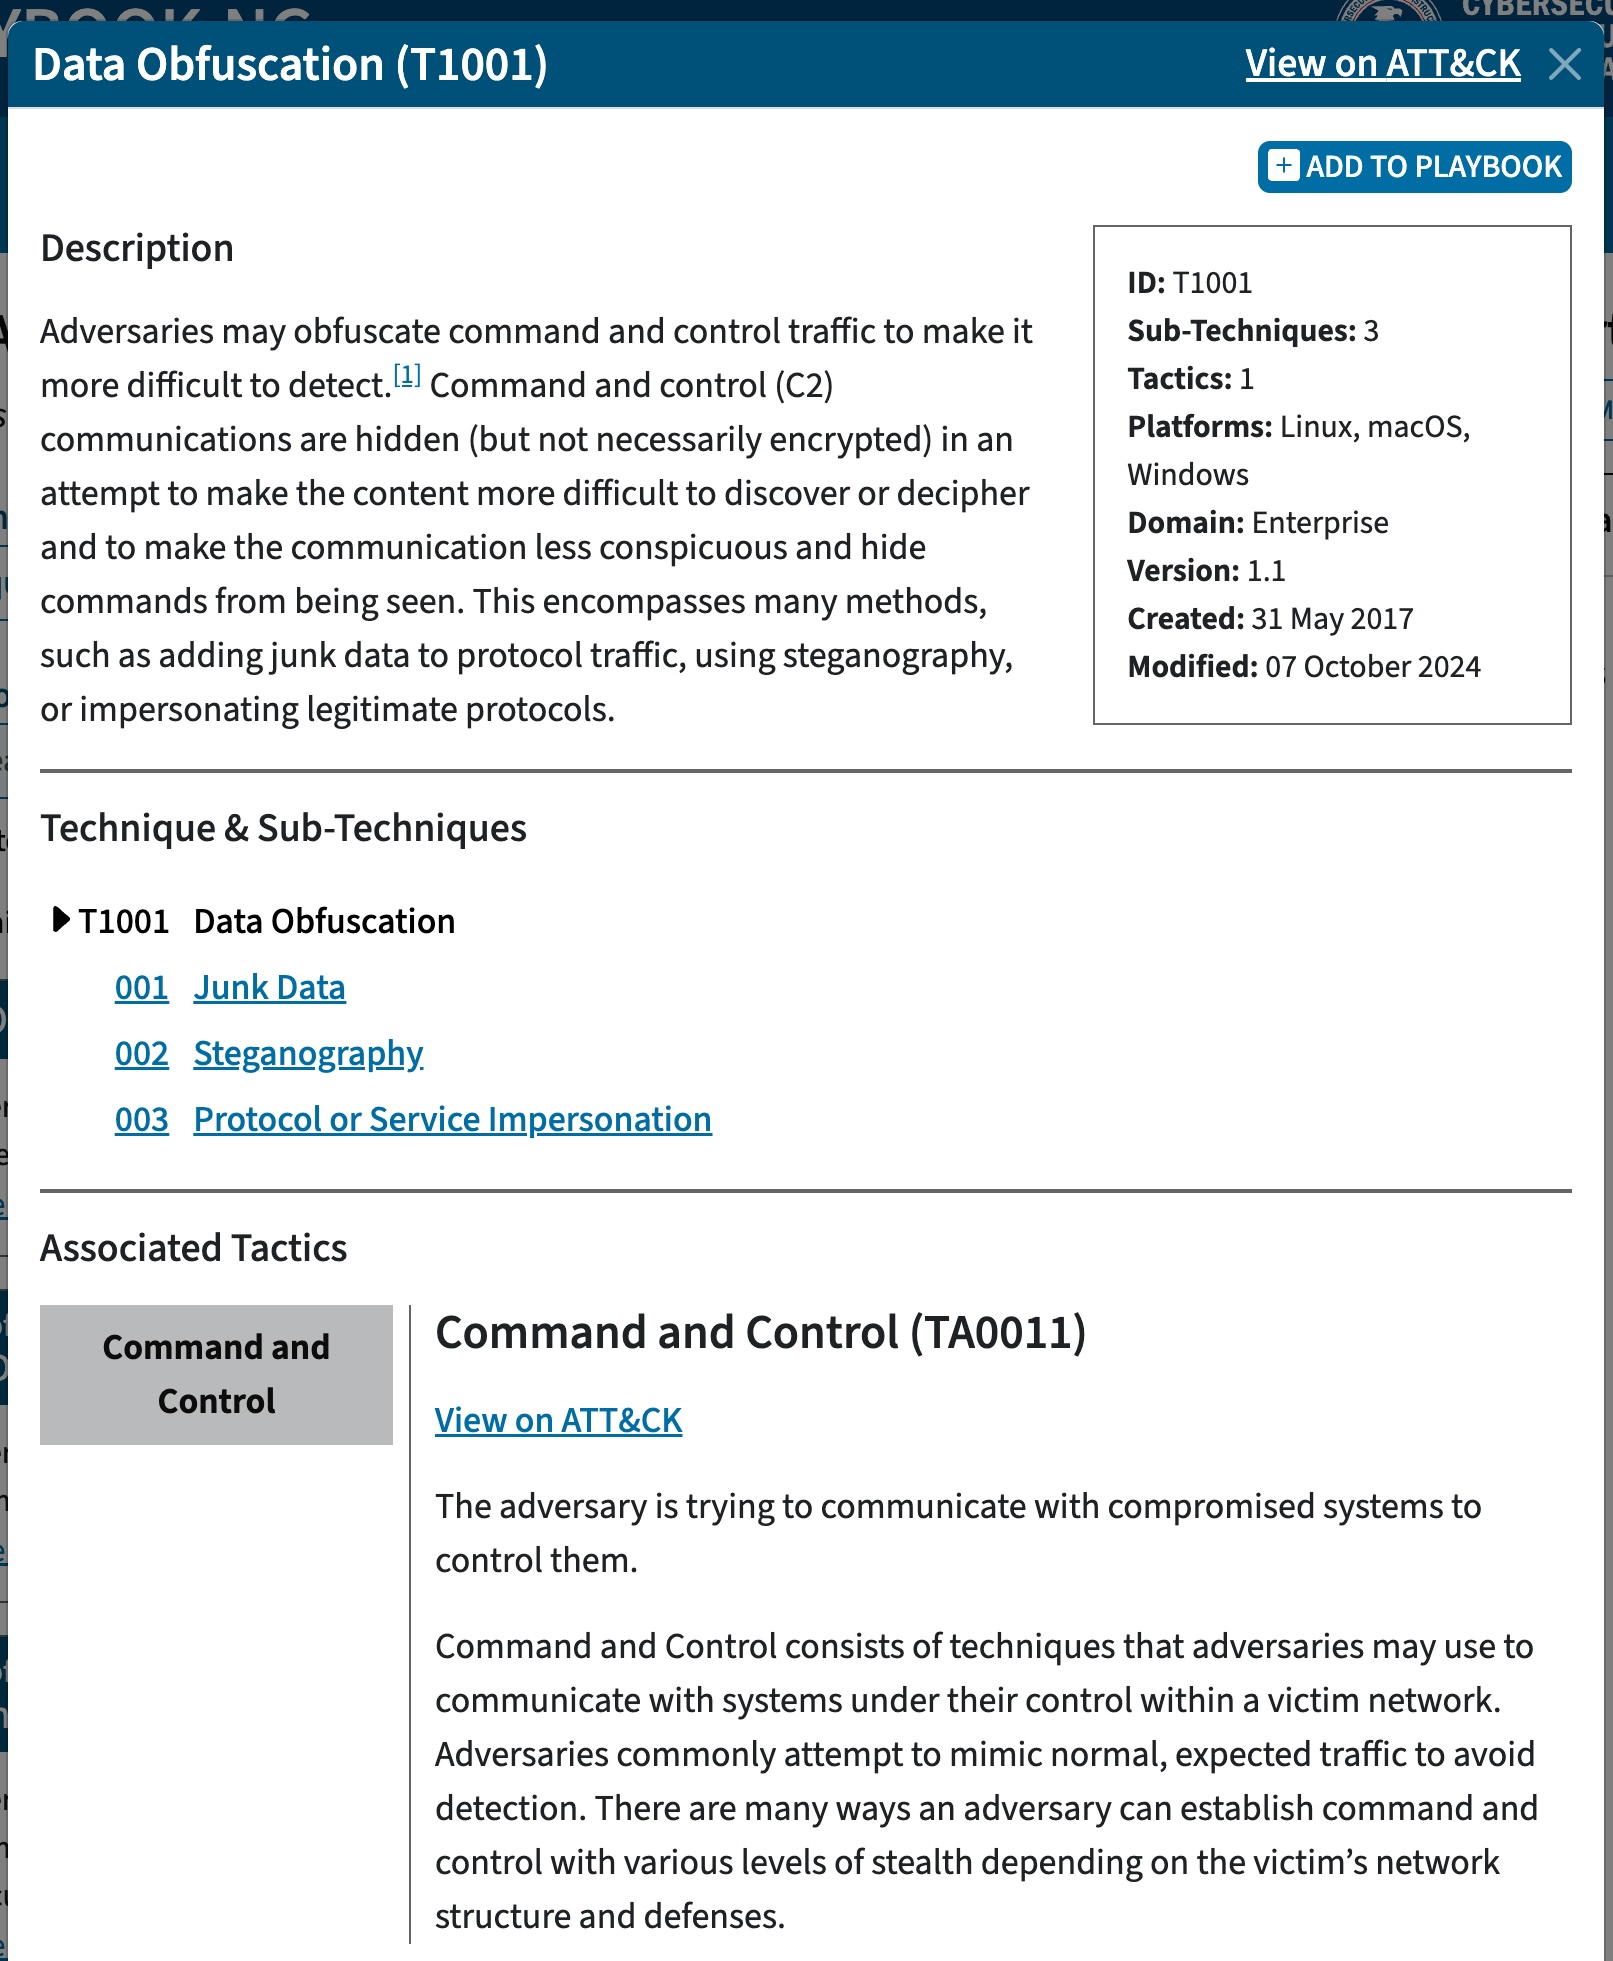 Data Obfuscation (T1001)
View on ATT&CK
ADD TO PLAYBOOK
Description
Adversaries may obfuscate command and control traffic to make it
more difficult to detect.[1] Command and control (C2)
communications are hidden (but not necessarily encrypted) in an
attempt to make the content more difficult to discover or decipher
and to make the communication less conspicuous and hide
commands from being seen. This encompasses many methods,
such as adding junk data to protocol traffic, using steganography,
or impersonating legitimate protocols.
ID: T1001
Sub-Techniques: 3
Tactics: 1
Platforms: Linux, macOS,
Windows
Domain: Enterprise
Version: 1.1
Created: 31 May 2017
Modified: 07 October 2024
Technique & Sub-Techniques
T1001 Data Obfuscation
001 Junk Data
002 Steganography
003 Protocol or Service Impersonation
Associated Tactics
Command and
Control
Command and Control (TA0011)
View on ATT&CK
The adversary is trying to communicate with compromised systems to
control them.
Command and Control consists of techniques that adversaries may use to
communicate with systems under their control within a victim network.
Adversaries commonly attempt to mimic normal, expected traffic to avoid
detection. There are many ways an adversary can establish command and
control with various levels of stealth depending on the victim’s network
structure and defenses.